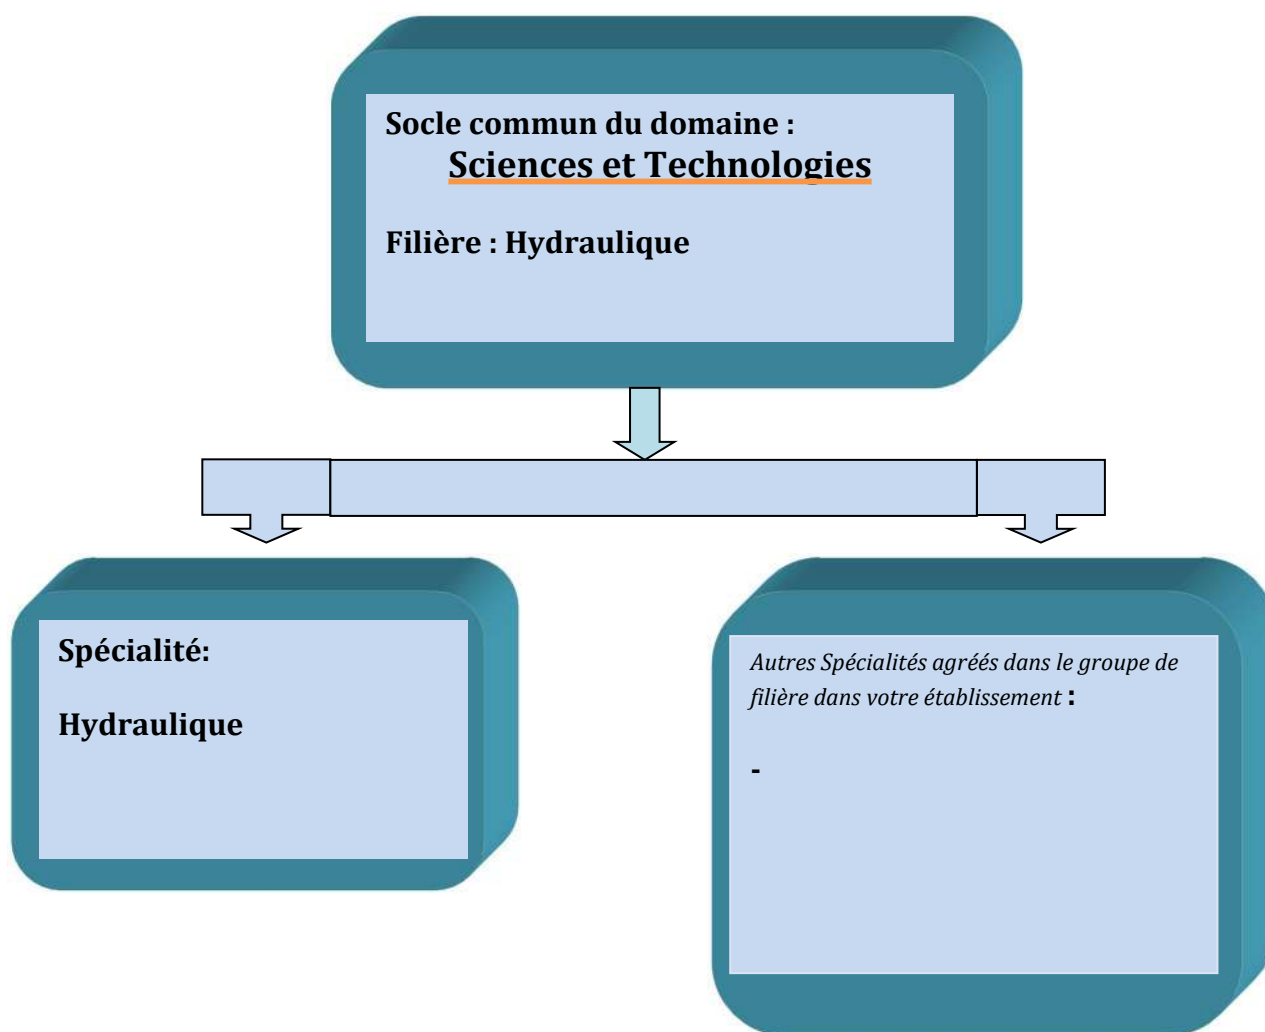 Socle commun du domaine :
Sciences et Technologies
Filière : Hydraulique
Spécialité:
Hydraulique
Autres Spécialités agréés dans le groupe de
filière dans votre établissement :
-